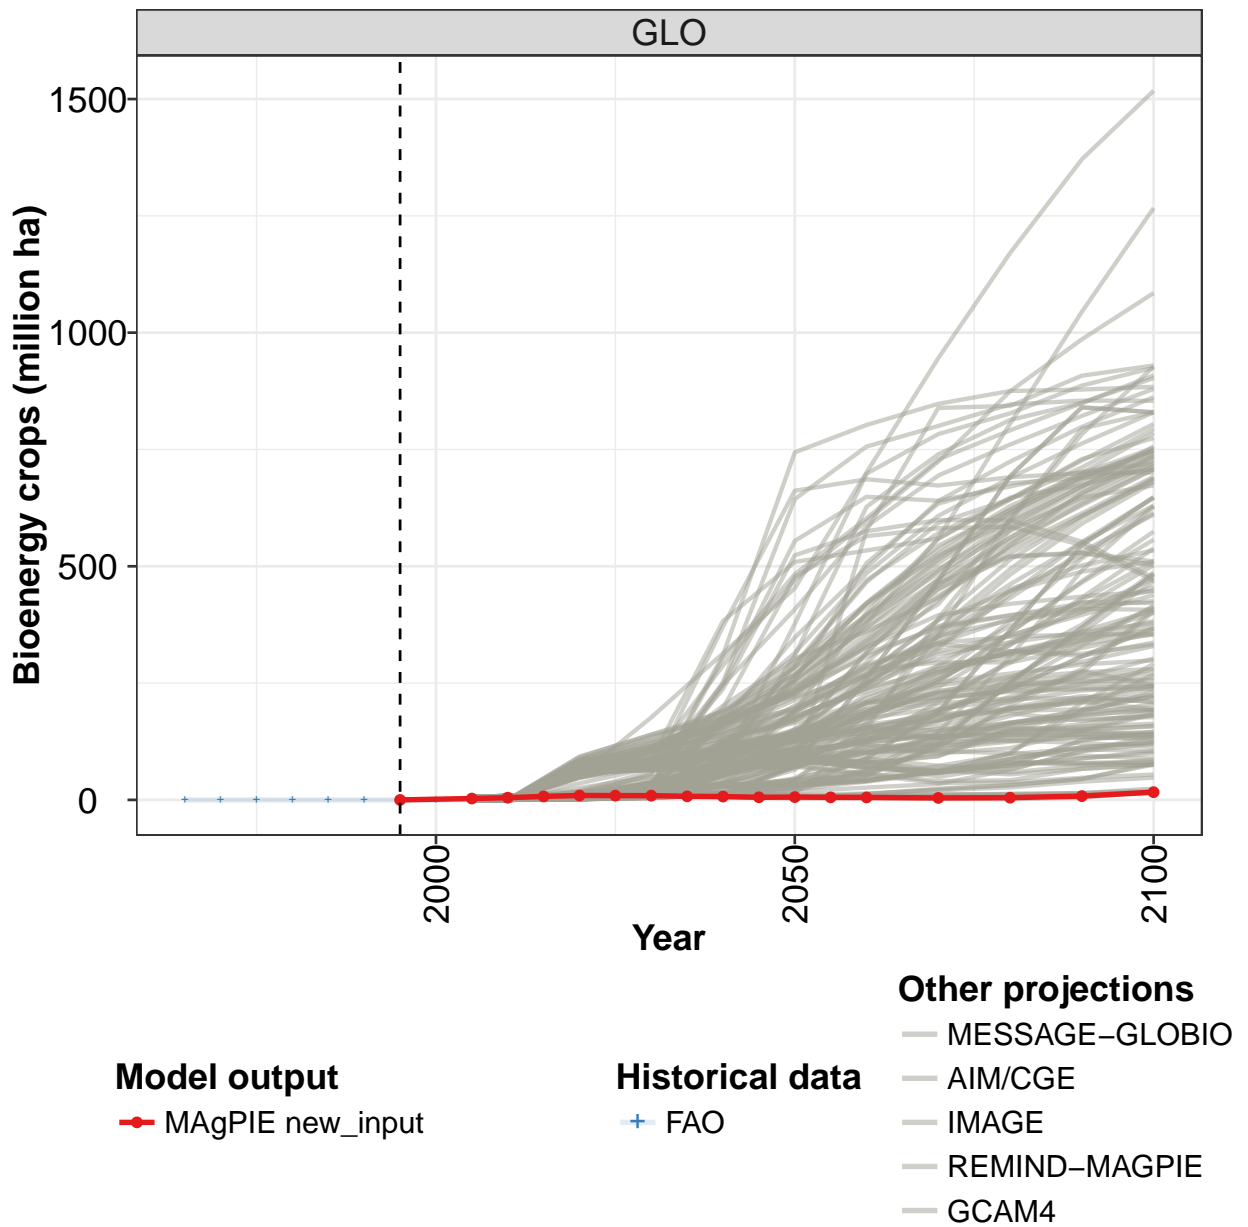 GLO
1500
1000
500
0
Bioenergy crops (million ha)
2000
2050
2100
Year
Model output
MAgPIE new_input
Historical data
FAO
Other projections
MESSAGE−GLOBIO
AIM/CGE
IMAGE
REMIND−MAGPIE
GCAM4